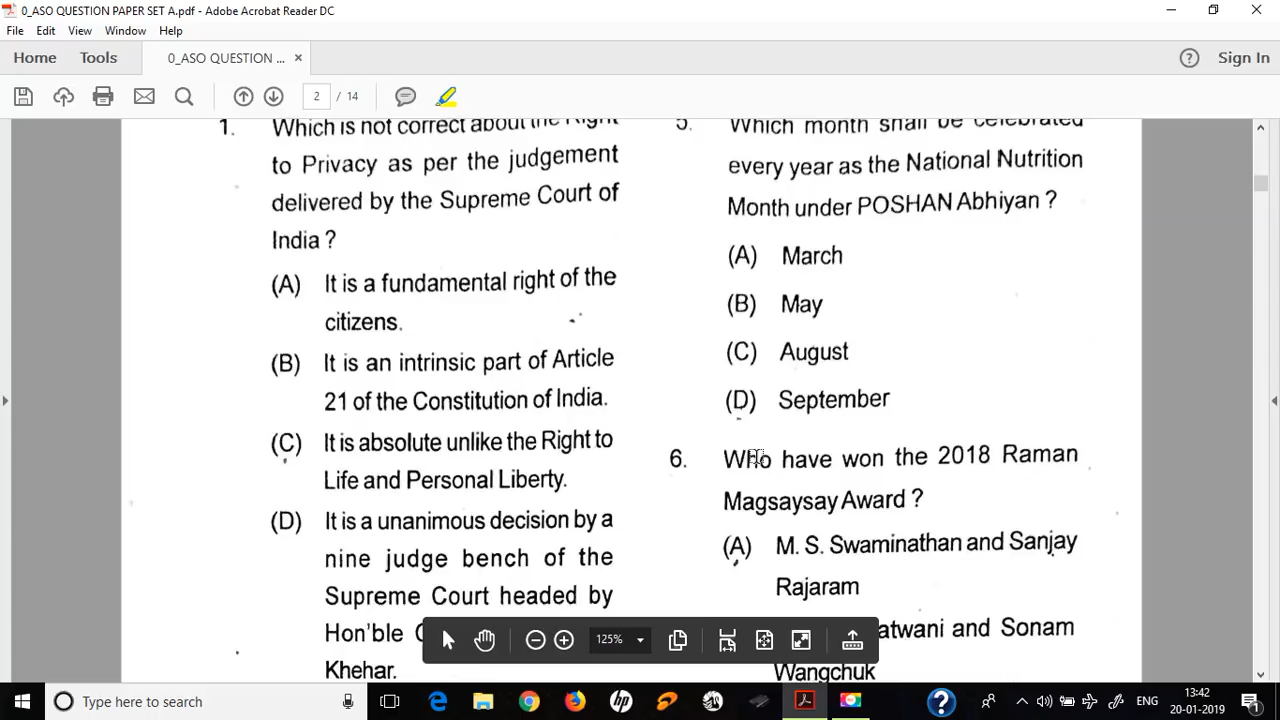 0_ASO QUESTION PAPER SET A.pdf - Adobe Acrobat Reader DC
File Edit View Window Help
Home Tools 0_ASO QUESTION ... × Sign In
2 / 14
1. Which is not correct about the Right
to Privacy as per the judgement
delivered by the Supreme Court of
India ?
(A) It is a fundamental right of the
citizens.
(B) It is an intrinsic part of Article
21 of the Constitution of India.
(C) It is absolute unlike the Right to
Life and Personal Liberty.
(D) It is a unanimous decision by a
nine judge bench of the
Supreme Court headed by
Hon'ble
Khehar.
5. Which month shall be celebrated
every year as the National Nutrition
Month under POSHAN Abhiyan ?
(A) March
(B) May
(C) August
(D) September
6. Who have won the 2018 Raman
Magsaysay Award ?
(A) M. S. Swaminathan and Sanjay
Rajaram
atwani and Sonam
Wangchuk
125%
Type here to search
ENG
13:42
20-01-2019